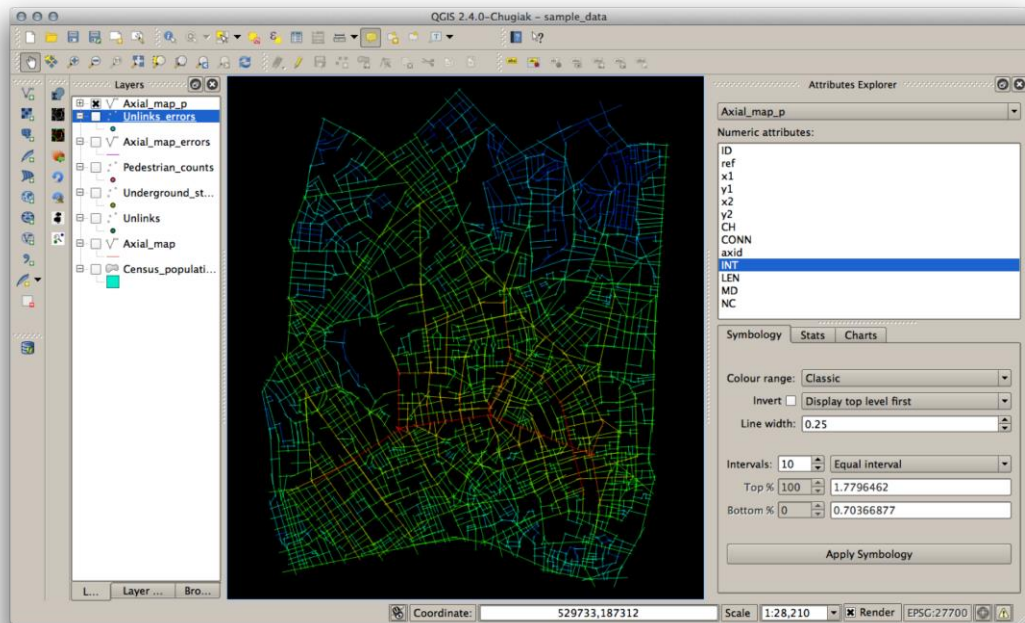 QGIS 2.4.0-Chugiak - sample_data
Layers
Axial_map_p
Unlinks_errors
Axial_map_errors
Pedestrian_counts
Underground_st...
Unlinks
Axial_map
Census_populati...
L...
Layer ...
Bro...
Attributes Explorer
Axial_map_p
Numeric attributes:
ID
ref
x1
y1
x2
y2
CH
CONN
axid
INT
LEN
MD
NC
Symbology
Stats
Charts
Colour range: Classic
Invert Display top level first
Line width: 0.25
Intervals: 10 Equal interval
Top % 100 1.7796462
Bottom % 0 0.70366877
Apply Symbology
Coordinate: 529733,187312 Scale 1:28,210 Render EPSG:27700